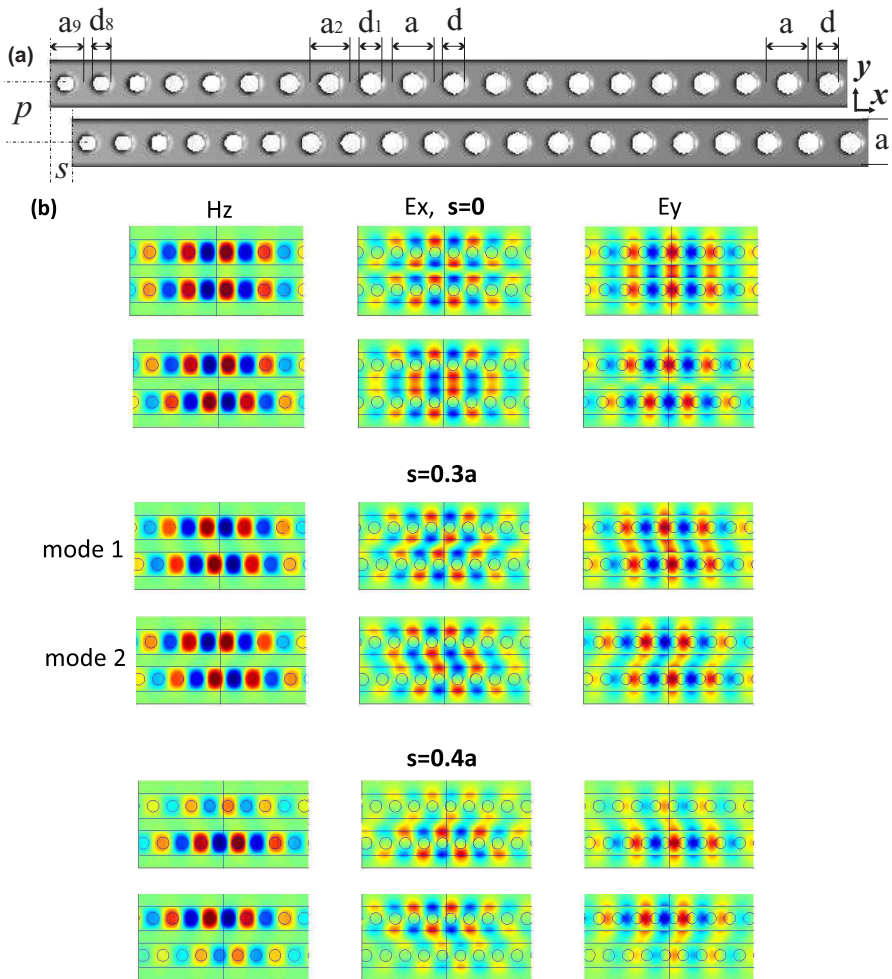 (a)
a9 d8 a2 d1 a d a d
y
x
p
s
a
(b)
Hz Ex, s=0 Ey
s=0.3a
mode 1
mode 2
s=0.4a